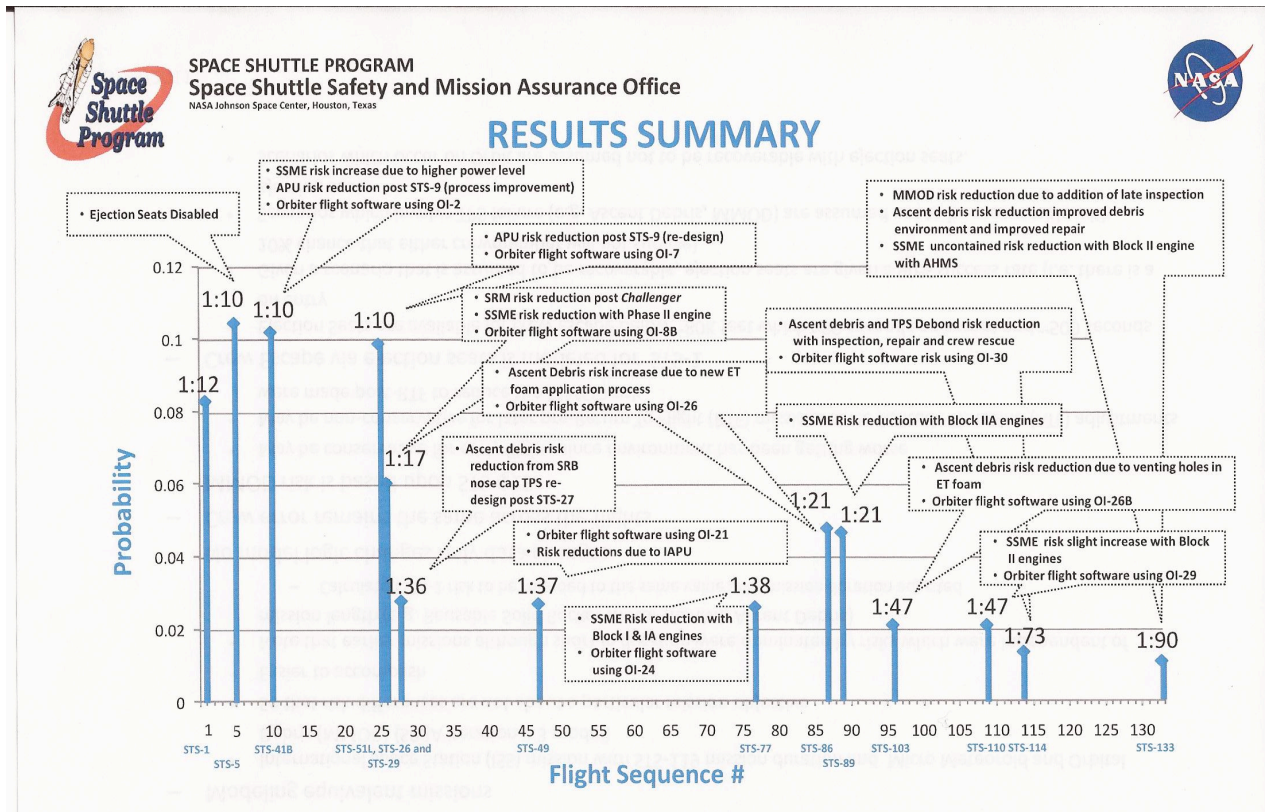 Space
Shuttle
Program
SPACE SHUTTLE PROGRAM
Space Shuttle Safety and Mission Assurance Office
NASA Johnson Space Center, Houston, Texas
NASA
RESULTS SUMMARY
• Ejection Seats Disabled
• SSME risk increase due to higher power level
• APU risk reduction post STS-9 (process improvement)
• Orbiter flight software using OI-2
• APU risk reduction post STS-9 (re-design)
• Orbiter flight software using OI-7
• MMOD risk reduction due to addition of late inspection
• Ascent debris risk reduction improved debris
environment and improved repair
• SSME uncontained risk reduction with Block II engine
with AHMS
• SRM risk reduction post Challenger
• SSME risk reduction with Phase II engine
• Orbiter flight software using OI-8B
• Ascent debris and TPS Debond risk reduction
with inspection, repair and crew rescue
• Orbiter flight software risk using OI-30
• Ascent Debris risk increase due to new ET
foam application process
• Orbiter flight software using OI-26
• SSME Risk reduction with Block IIA engines
• Ascent debris risk
reduction from SRB
nose cap TPS re-
design post STS-27
• Ascent debris risk reduction due to venting holes in
ET foam
• Orbiter flight software using OI-26B
• Orbiter flight software using OI-21
• Risk reductions due to IAPU
• SSME risk slight increase with Block
II engines
• Orbiter flight software using OI-29
• SSME Risk reduction with
Block I & IA engines
• Orbiter flight software
using OI-24
Probability
0.12
0.1
0.08
0.06
0.04
0.02
0
1:12
1:10
1:10
1:10
1:17
1:36
1:37
1:38
1:21
1:21
1:47
1:47
1:73
1:90
1 5 10 15 20 25 30 35 40 45 50 55 60 65 70 75 80 85 90 95 100 105 110 115 120 125 130
STS-1 STS-41B STS-51L, STS-26 and STS-49 STS-77 STS-86 STS-103 STS-110 STS-114 STS-133
STS-5 STS-29 STS-89
Flight Sequence #